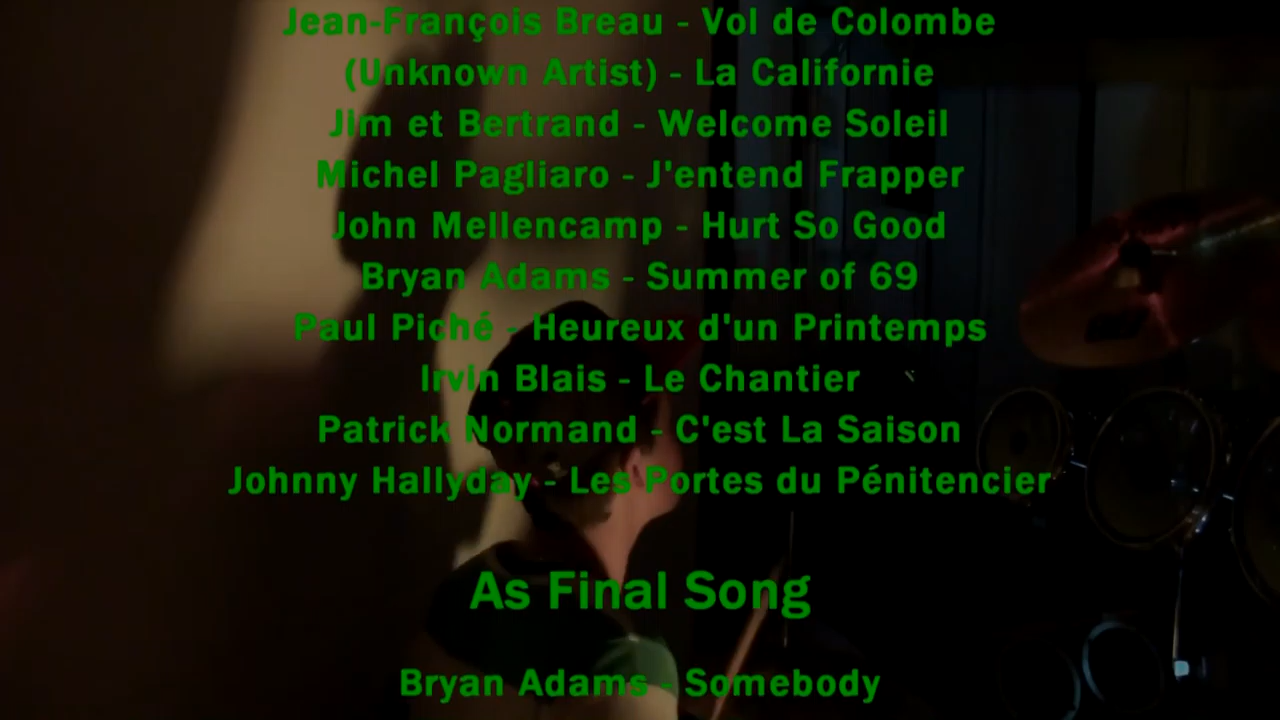 Jean-François Breau - Vol de Colombe
(Unknown Artist) - La Californie
Jim et Bertrand - Welcome Soleil
Michel Pagliaro - J'entend Frapper
John Mellencamp - Hurt So Good
Bryan Adams - Summer of 69
Paul Piché - Heureux d'un Printemps
Irvin Blais - Le Chantier
Patrick Normand - C'est La Saison
Johnny Hallyday - Les Portes du Pénitencier
As Final Song
Bryan Adams - Somebody